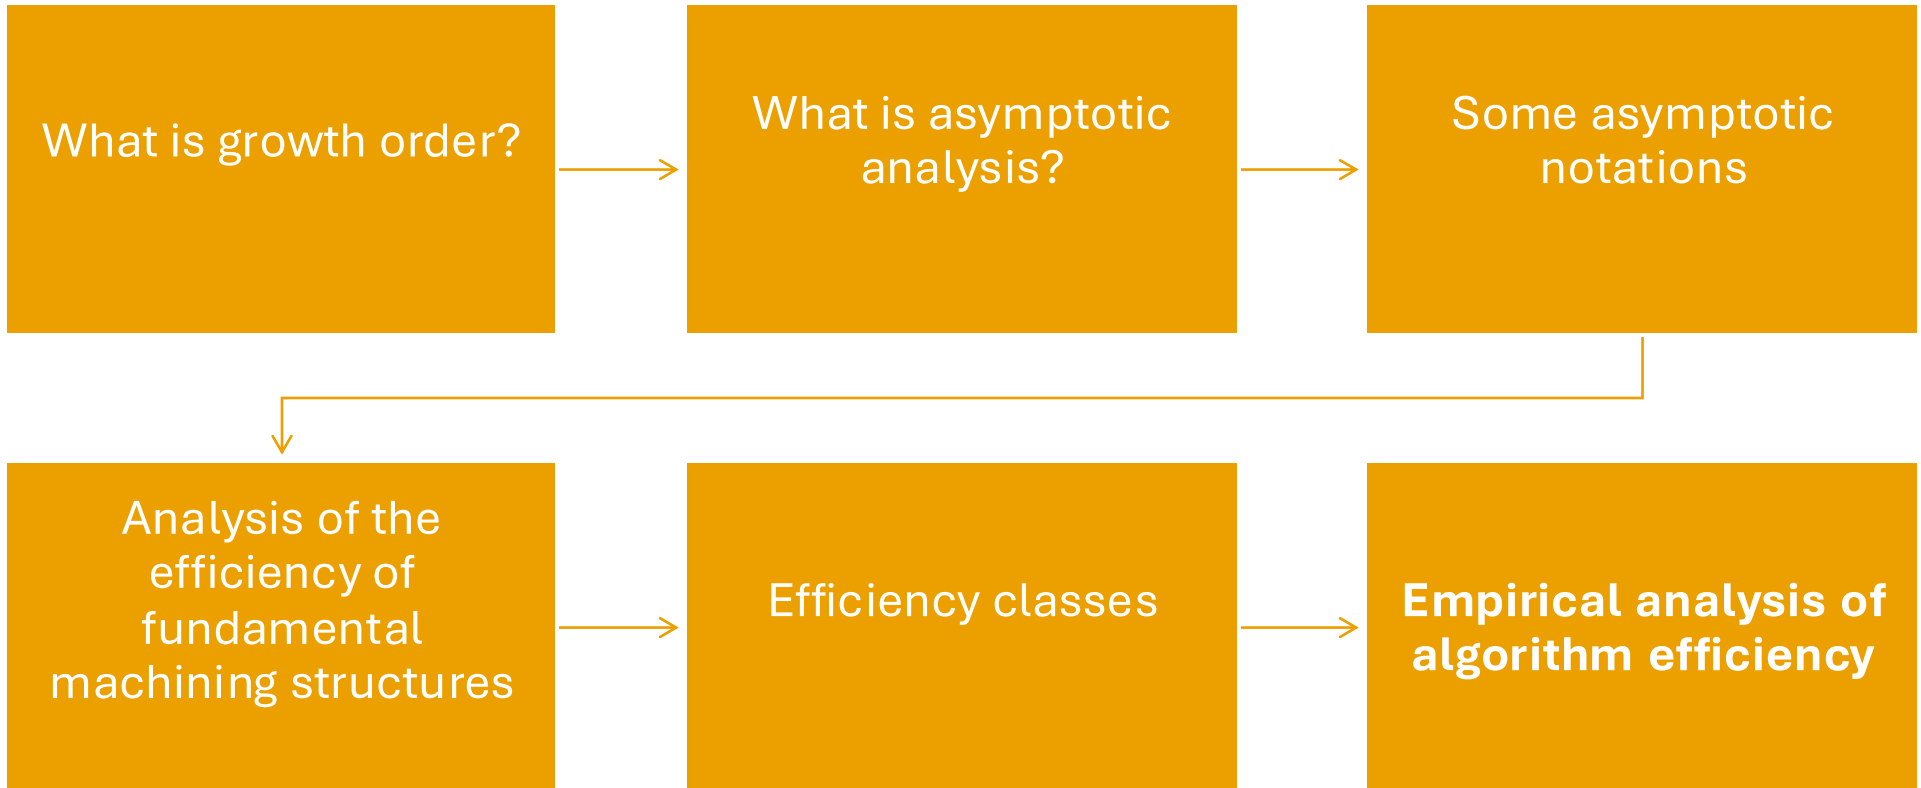 What is growth order?
What is asymptotic
analysis?
Some asymptotic
notations
Analysis of the
efficiency of
fundamental
machining structures
Efficiency classes
Empirical analysis of
algorithm efficiency